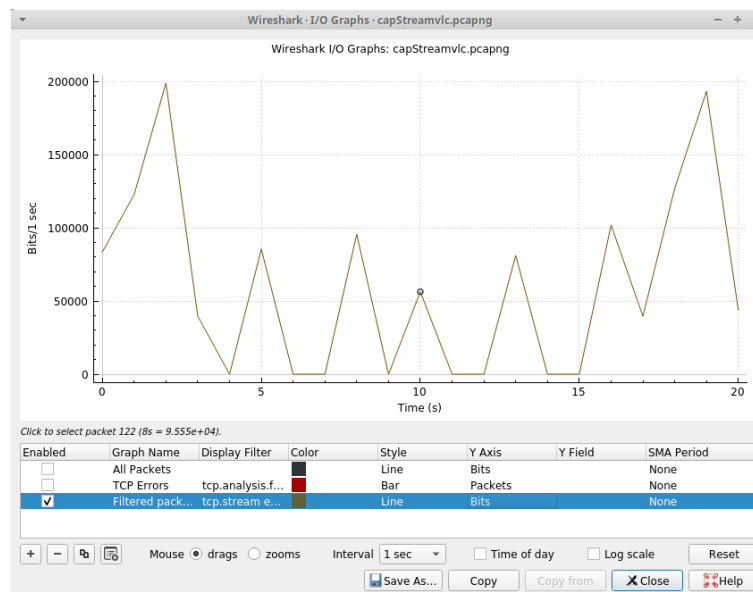 Wireshark · I/O Graphs · capStreamvlc.pcapng
Wireshark I/O Graphs: capStreamvlc.pcapng
200000
150000
100000
50000
0
Bits/1 sec
0 5 10 15 20
Time (s)
Click to select packet 122 (8s = 9.555e+04).
Enabled Graph Name Display Filter Color Style Y Axis Y Field SMA Period
All Packets Line Bits None
TCP Errors tcp.analysis.f... Bar Packets None
Filtered pack... tcp.stream e... Line Bits None
Mouse drags zooms Interval 1 sec Time of day Log scale Reset
Save As... Copy Copy from Close Help